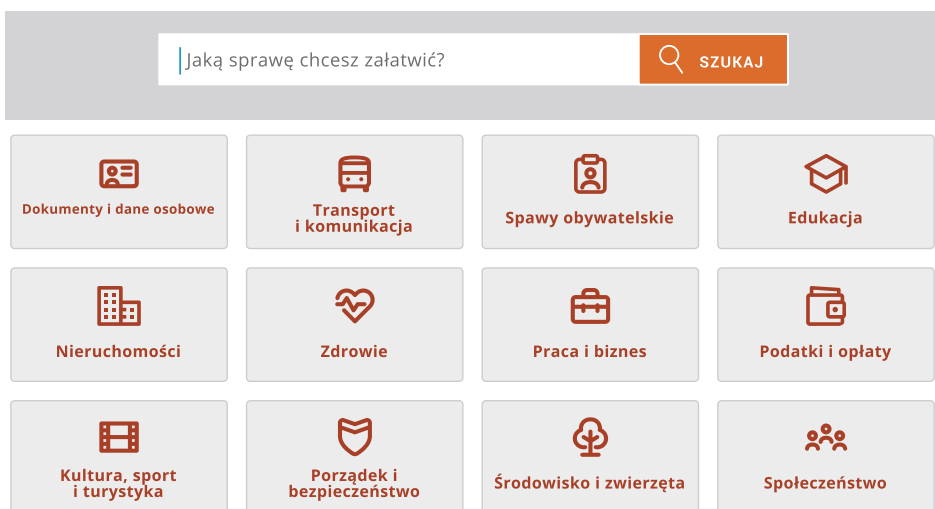 Jaką sprawę chcesz załatwić?
SZUKAJ
Dokumenty i dane osobowe
Transport
i komunikacja
Spawy obywatelskie
Edukacja
Nieruchomości
Zdrowie
Praca i biznes
Podatki i opłaty
Kultura, sport
i turystyka
Porządek i
bezpieczeństwo
Środowisko i zwierzęta
Społeczeństwo